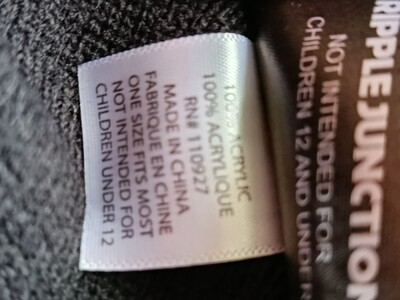 RIPPLE JUNCTION
NOT INTENDED FOR
CHILDREN 12 AND UNDER
100% ACRYLIC
100% ACRYLIQUE
RN# 110927
MADE IN CHINA
FABRIQUE EN CHINE
ONE SIZE FITS MOST
NOT INTENDED FOR
CHILDREN UNDER 12